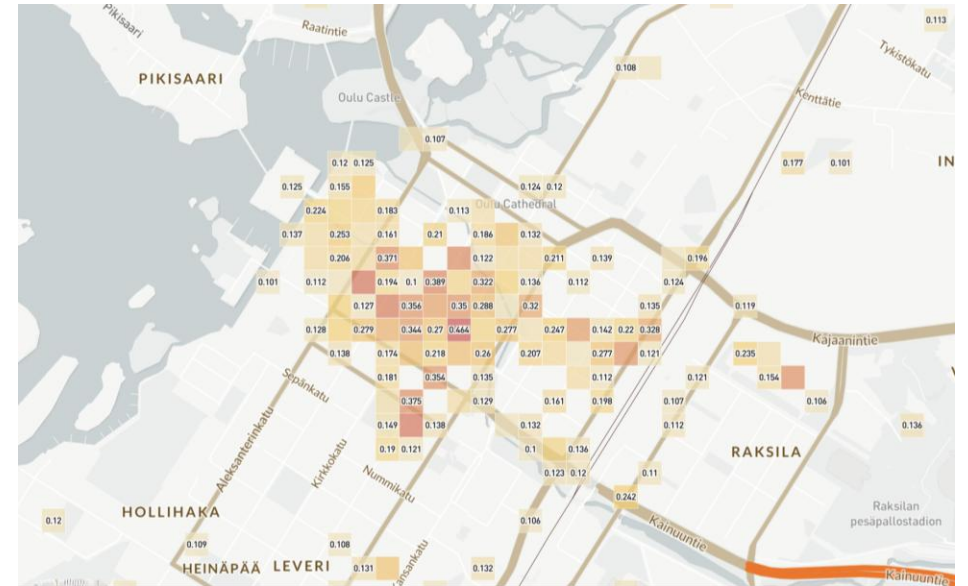 Pikisaari
Raatintie
0.113
Tykistökatu
0.108
PIKISAARI
Oulu Castle
Kenttätie
0.107
0.12 0.125
0.177 0.101
IN
0.125 0.155
0.124 0.12
Oulu Cathedral
0.224 0.183 0.113
0.137 0.253 0.161 0.21 0.186 0.132
0.206 0.371 0.122 0.211 0.139 0.196
0.101 0.112 0.194 0.1 0.389 0.322 0.136 0.112 0.124
0.127 0.356 0.35 0.288 0.32 0.135 0.119
0.128 0.279 0.344 0.27 0.464 0.277 0.247 0.142 0.22 0.328
Kajaanintie
0.138 0.174 0.218 0.26 0.207 0.277 0.121 0.235
0.181 0.354 0.135 0.112 0.121 0.154
Sepänkatu
0.375 0.129 0.161 0.198 0.107 0.106
0.149 0.138 0.132 0.112 0.136
Aleksanterinkatu
0.19 0.121 0.1 0.136
RAKSILA
Kirkkokatu
Nummikatu
0.123 0.12 0.11
0.242
Raksilan
pesäpallostadion
HOLLIHAKA
0.12 0.106
Kainuuntie
0.109 0.108
HEINÄPÄÄ LEVERI
0.131 0.132
Kainuuntie